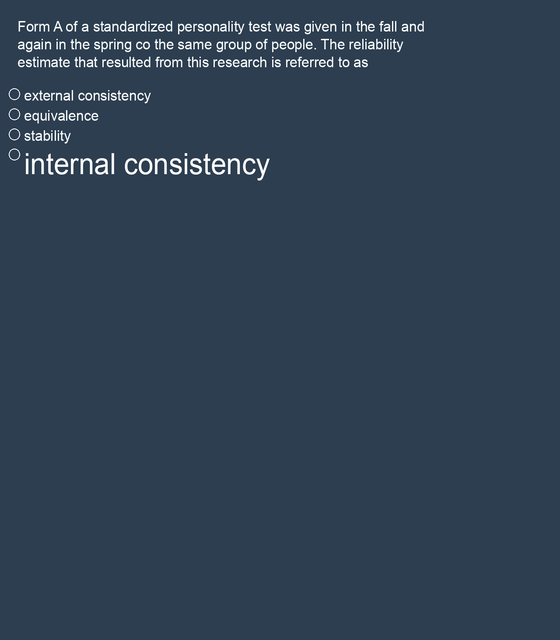 Form A of a standardized personality test was given in the fall and
again in the spring co the same group of people. The reliability
estimate that resulted from this research is referred to as
external consistency
equivalence
stability
internal consistency